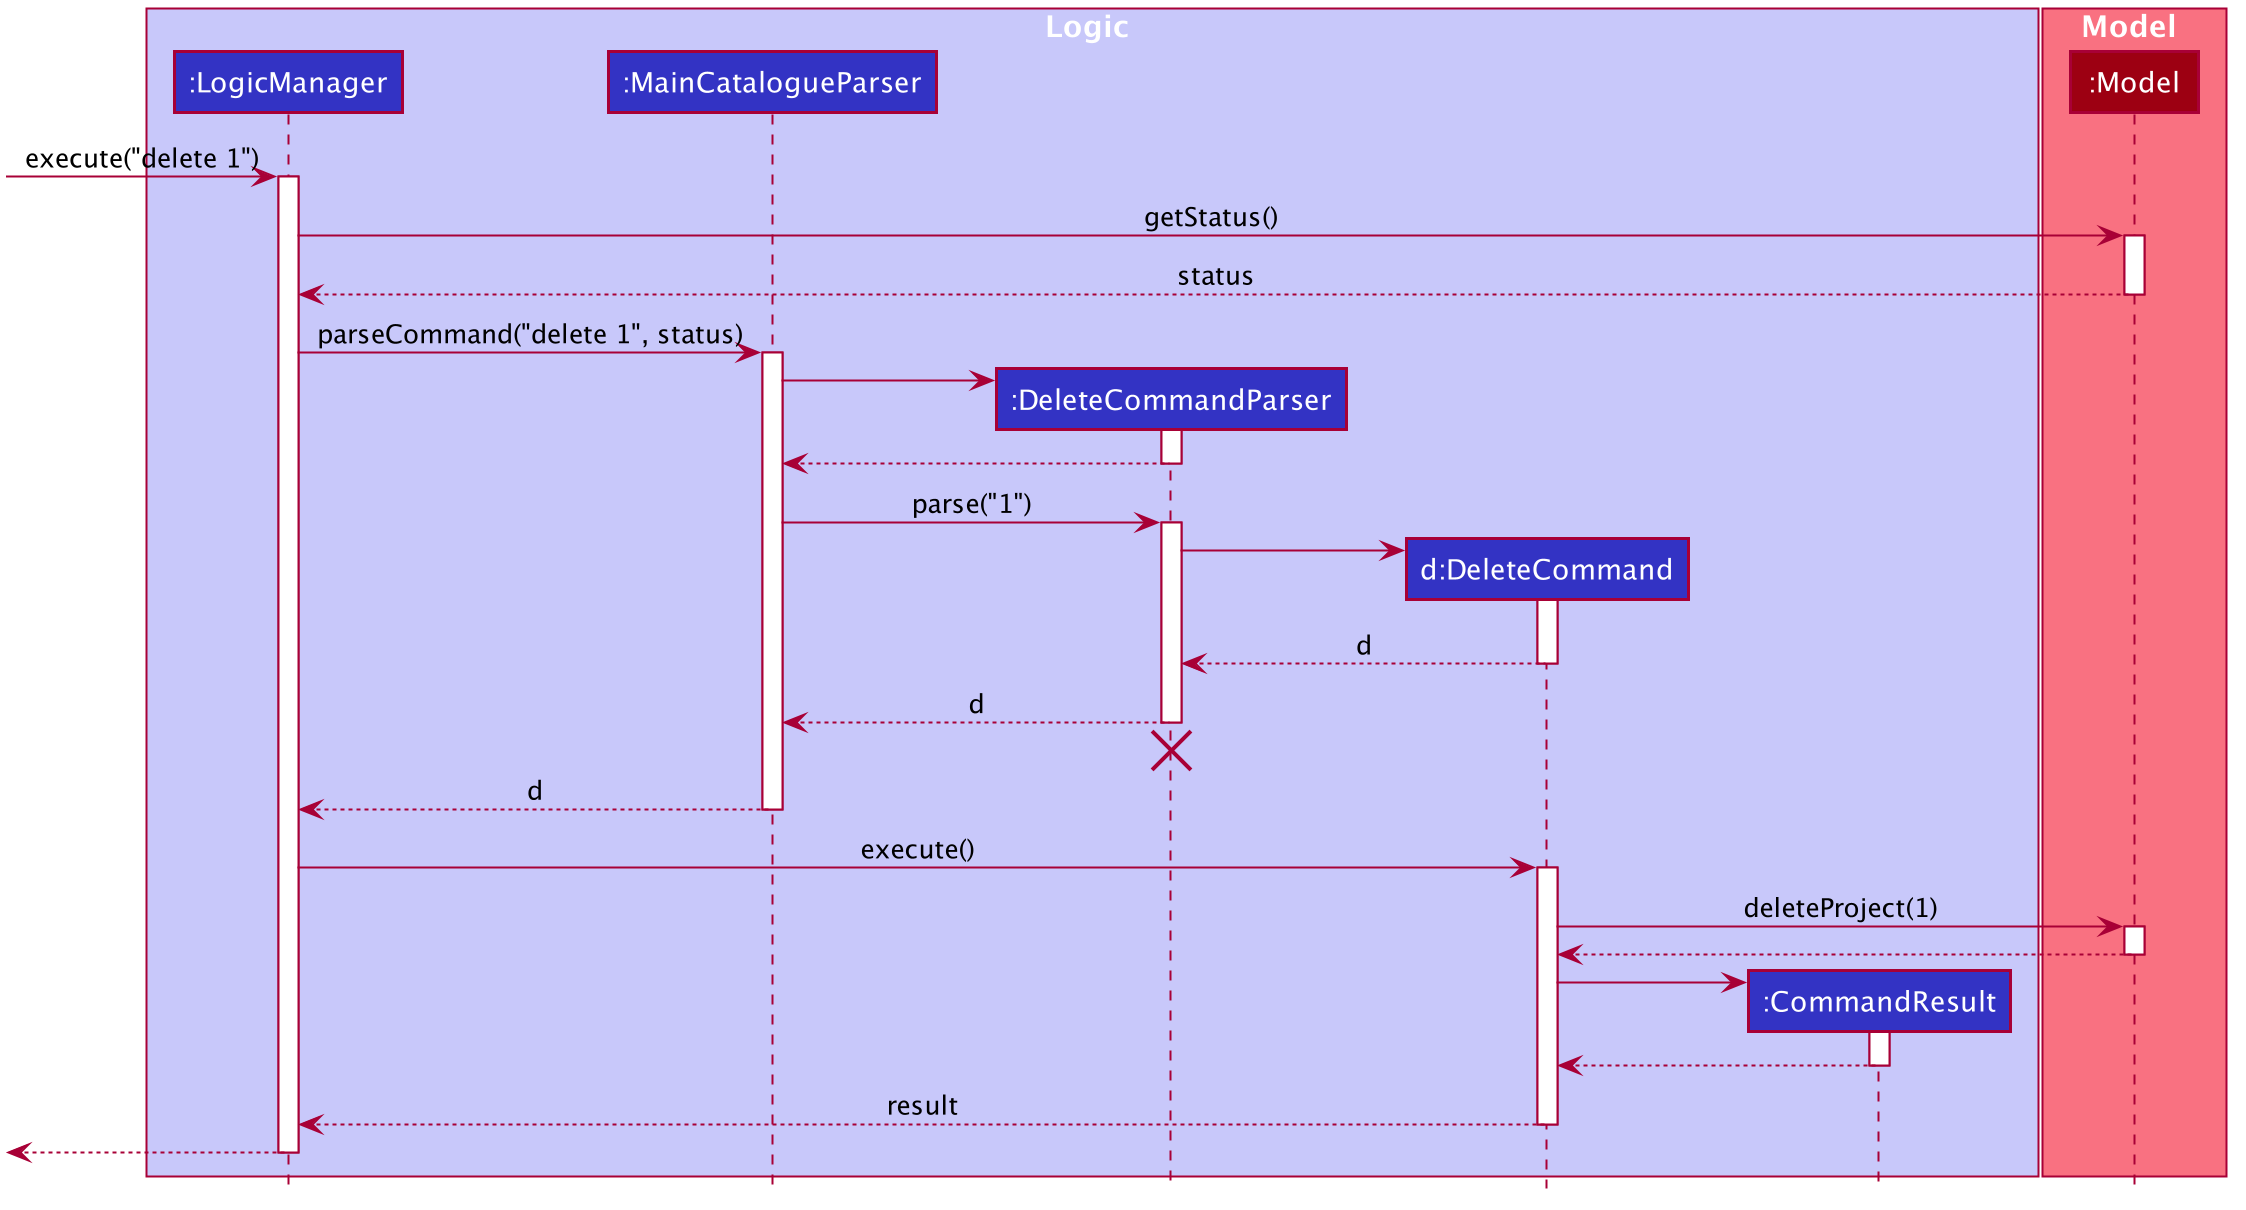 Logic
Model
:LogicManager
:MainCatalogueParser
:Model
execute("delete 1")
getStatus()
status
parseCommand("delete 1", status)
:DeleteCommandParser
parse("1")
d:DeleteCommand
d
d
d
execute()
deleteProject(1)
:CommandResult
result